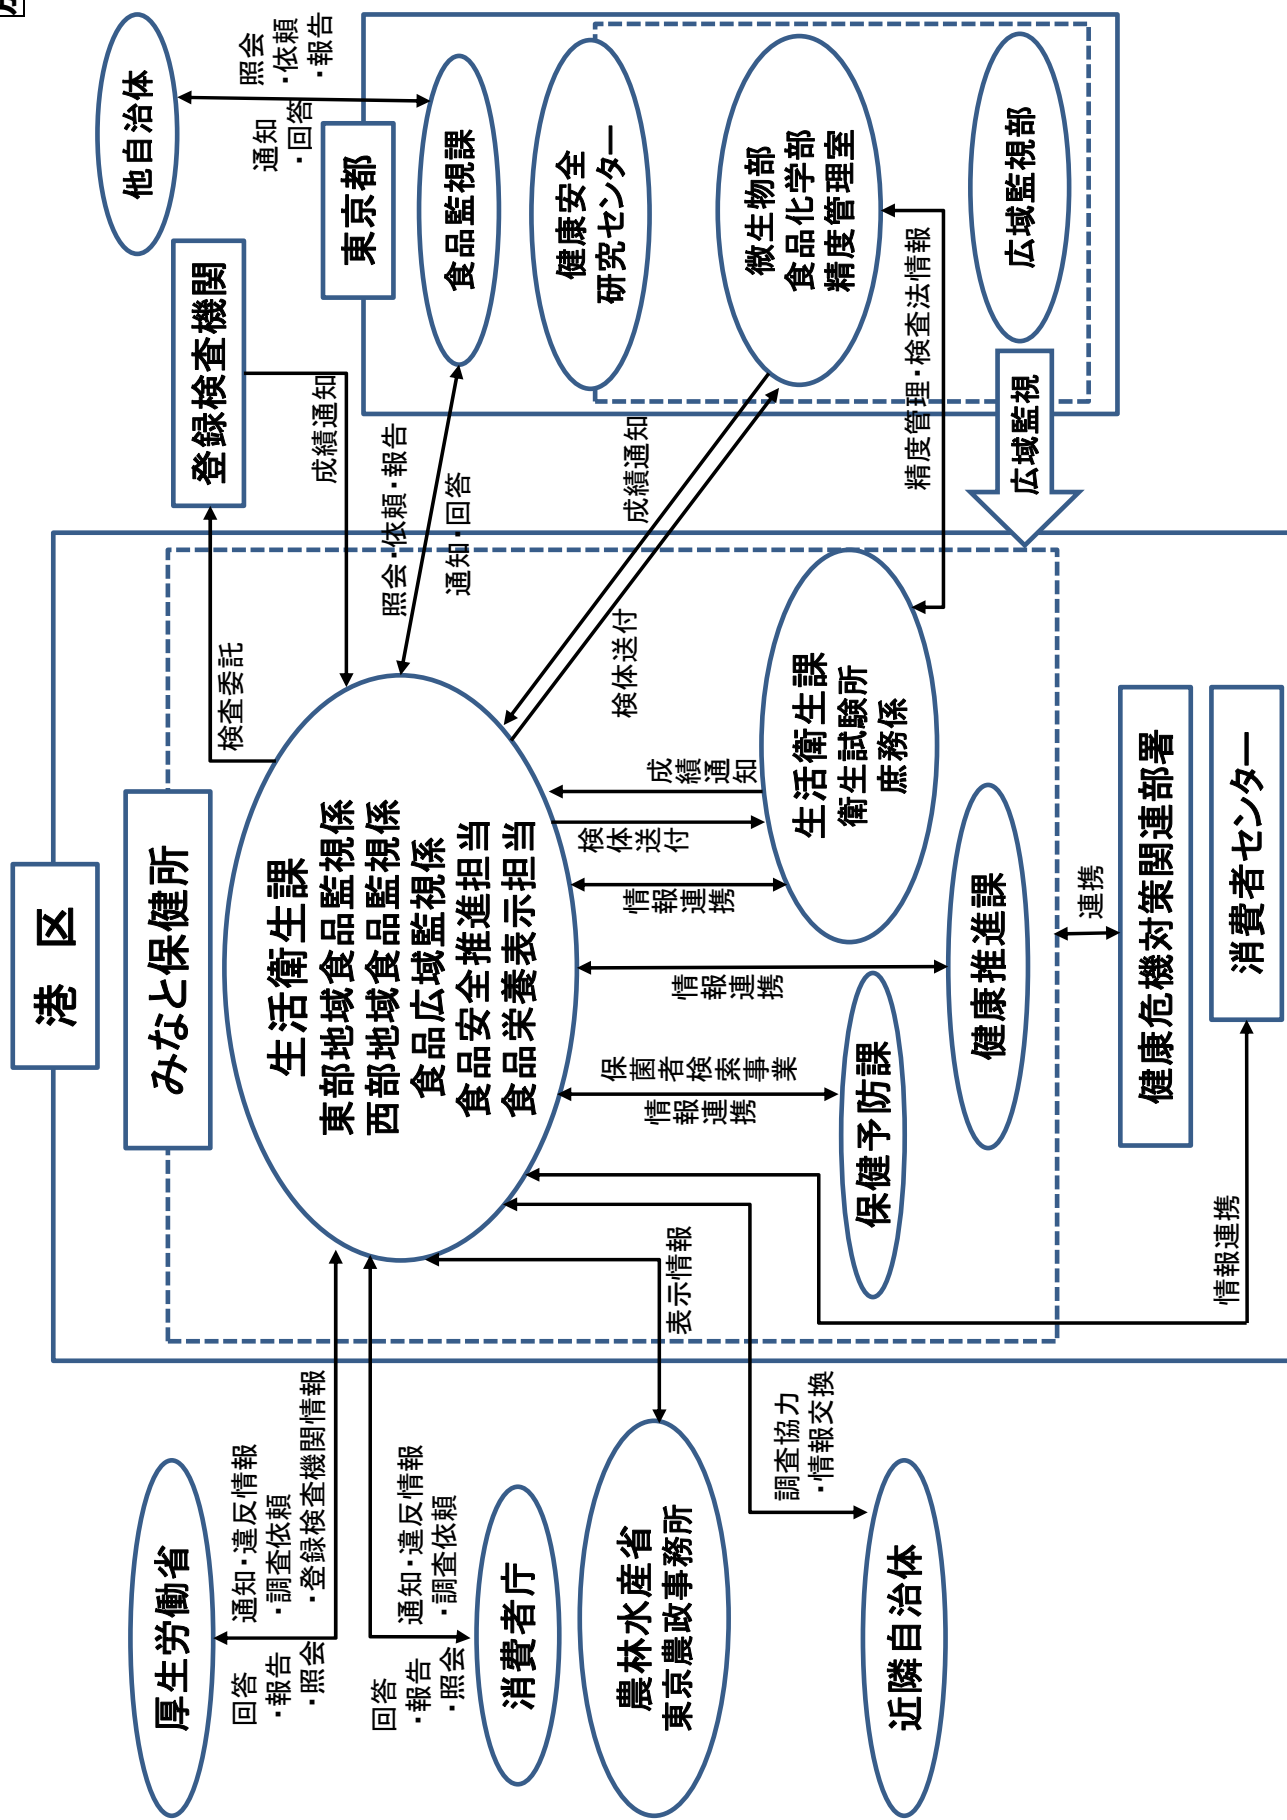 港　区
みなと保健所
生活衛生課
東部地域食品監視係
西部地域食品監視係
食品広域監視係
食品安全推進担当
食品栄養表示担当
生活衛生課
衛生試験所
庶務係
保健予防課
健康推進課
健康危機対策関連部署
消費者センター
厚生労働省
回答
・報告
・照会
通知・違反情報
・調査依頼
・登録検査機関情報
消費者庁
回答
・報告
・照会
通知・違反情報
・調査依頼
農林水産省
東京農政事務所
表示情報
近隣自治体
調査協力
・情報交換
情報連携
保菌者検索事業
情報連携
情報連携
情報連携
検体送付
成績通知
連携
検査委託
登録検査機関
成績通知
照会・依頼・報告
通知・回答
検体送付
成績通知
精度管理・検査法情報
広域監視
他自治体
通知
・回答
照会
・依頼
・報告
東京都
食品監視課
健康安全
研究センター
微生物部
食品化学部
精度管理室
広域監視部